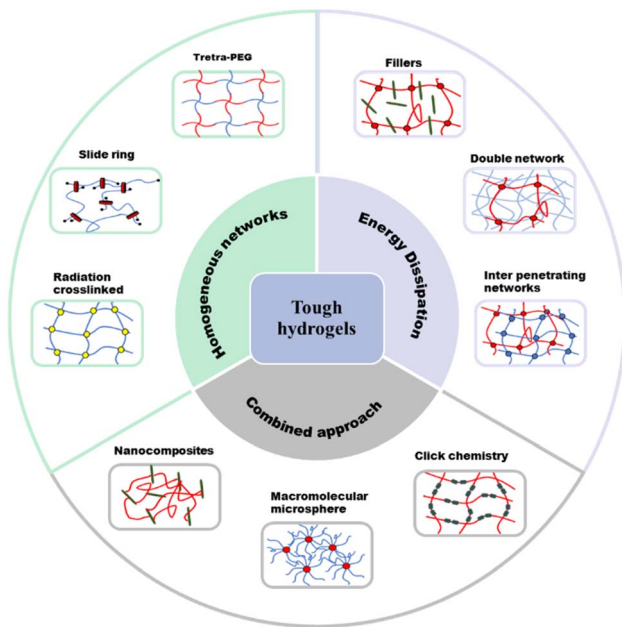 Tretra-PEG
Fillers
Slide ring
Double network
Radiation
crosslinked
Inter penetrating
networks
Homogeneous networks
Energy Dissipation
Tough
hydrogels
Combined approach
Nanocomposites
Macromolecular
microsphere
Click chemistry